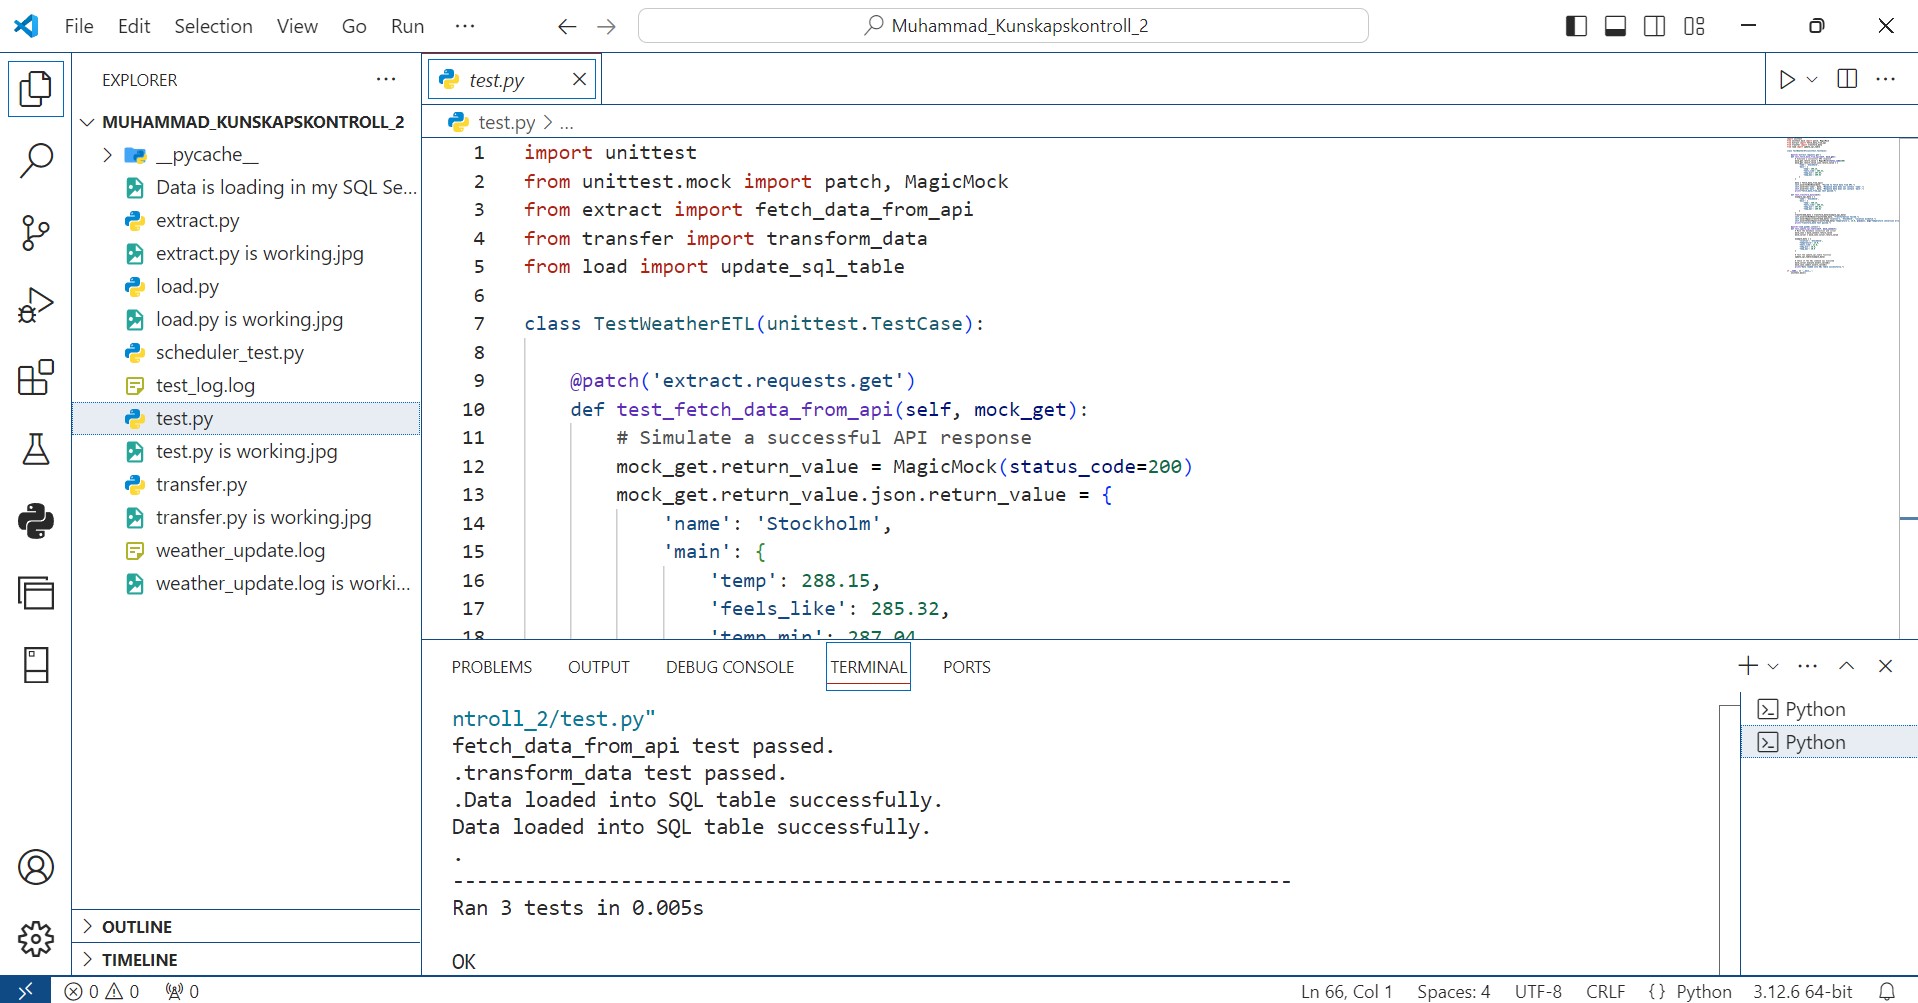 File Edit Selection View Go Run ···
Muhammad_Kunskapskontroll_2
EXPLORER
MUHAMMAD_KUNSKAPSKONTROLL_2
__pycache__
Data is loading in my SQL Se...
extract.py
extract.py is working.jpg
load.py
load.py is working.jpg
scheduler_test.py
test_log.log
test.py
test.py is working.jpg
transfer.py
transfer.py is working.jpg
weather_update.log
weather_update.log is worki...
OUTLINE
TIMELINE
test.py
test.py > ...
1 import unittest
2 from unittest.mock import patch, MagicMock
3 from extract import fetch_data_from_api
4 from transfer import transform_data
5 from load import update_sql_table
6
7 class TestWeatherETL(unittest.TestCase):
8
9 @patch('extract.requests.get')
10 def test_fetch_data_from_api(self, mock_get):
11 # Simulate a successful API response
12 mock_get.return_value = MagicMock(status_code=200)
13 mock_get.return_value.json.return_value = {
14 'name': 'Stockholm',
15 'main': {
16 'temp': 288.15,
17 'feels_like': 285.32,
18 'temp_min': 287.04
PROBLEMS OUTPUT DEBUG CONSOLE TERMINAL PORTS
ntroll_2/test.py"
fetch_data_from_api test passed.
.transform_data test passed.
.Data loaded into SQL table successfully.
Data loaded into SQL table successfully.
.
----------------------------------------------------------------------
Ran 3 tests in 0.005s
OK
Python
Python
0 0 0
Ln 66, Col 1 Spaces: 4 UTF-8 CRLF { } Python 3.12.6 64-bit